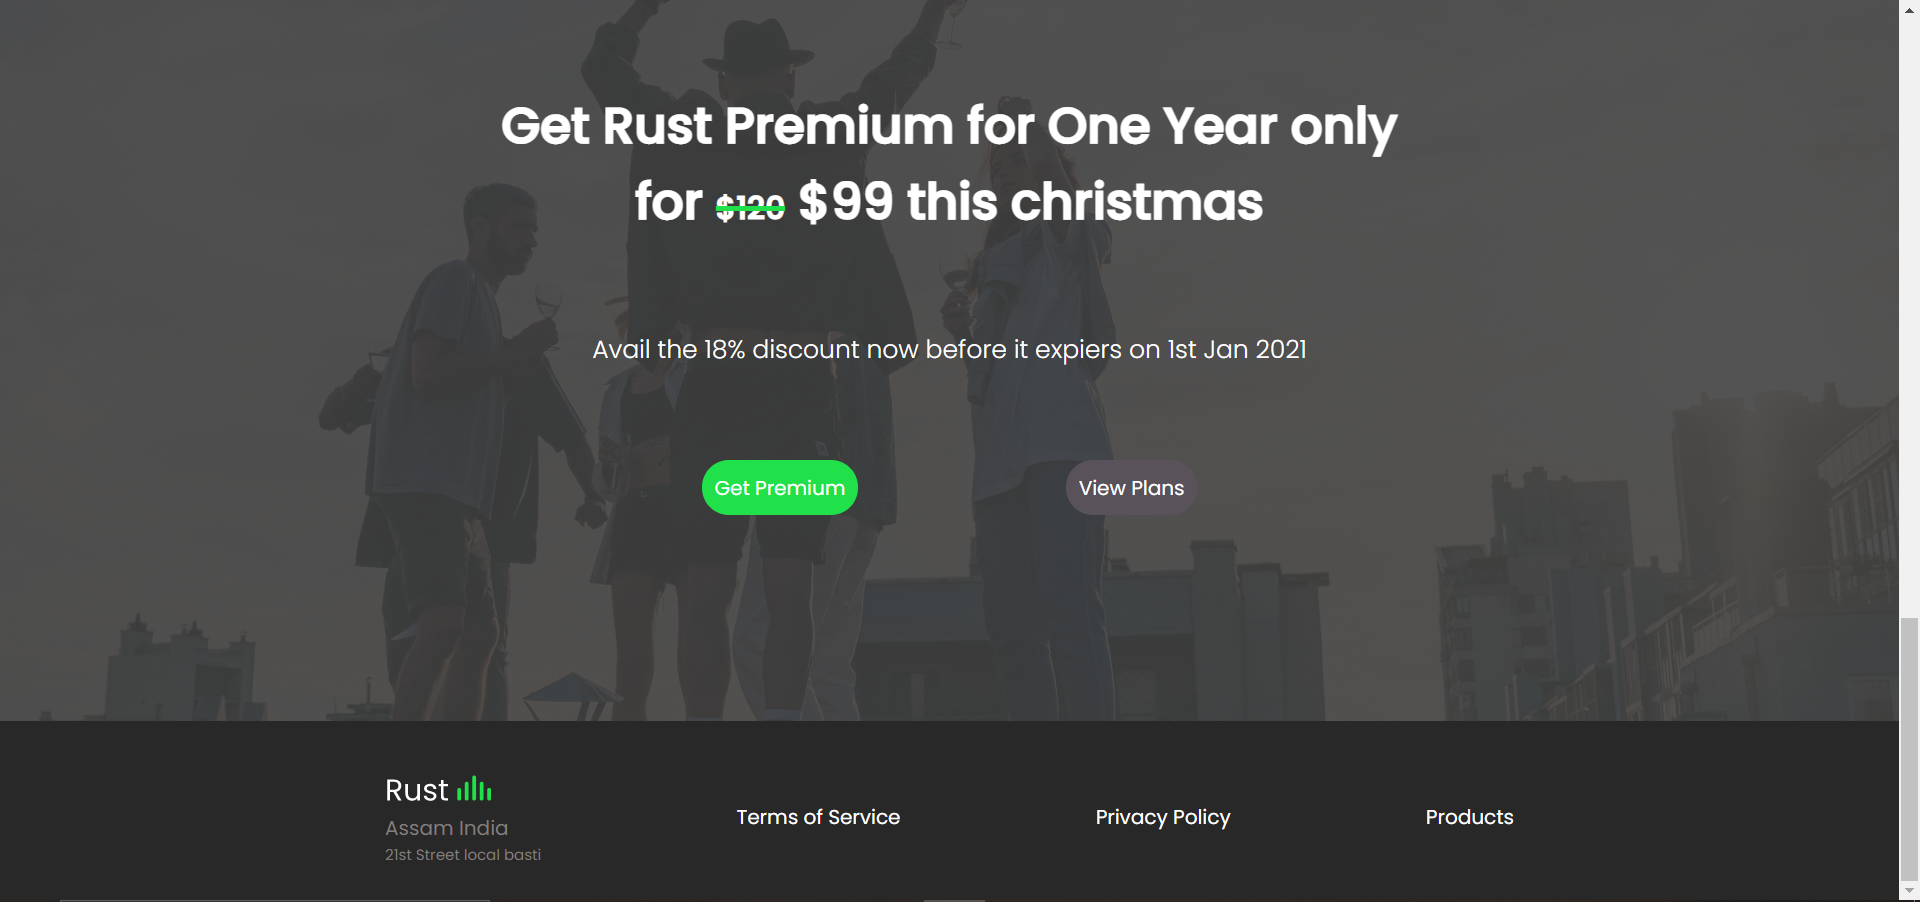 Get Rust Premium for One Year only
for $120 $99 this christmas
Avail the 18% discount now before it expiers on 1st Jan 2021
Get Premium
View Plans
Rust
Assam India
21st Street local basti
Terms of Service
Privacy Policy
Products